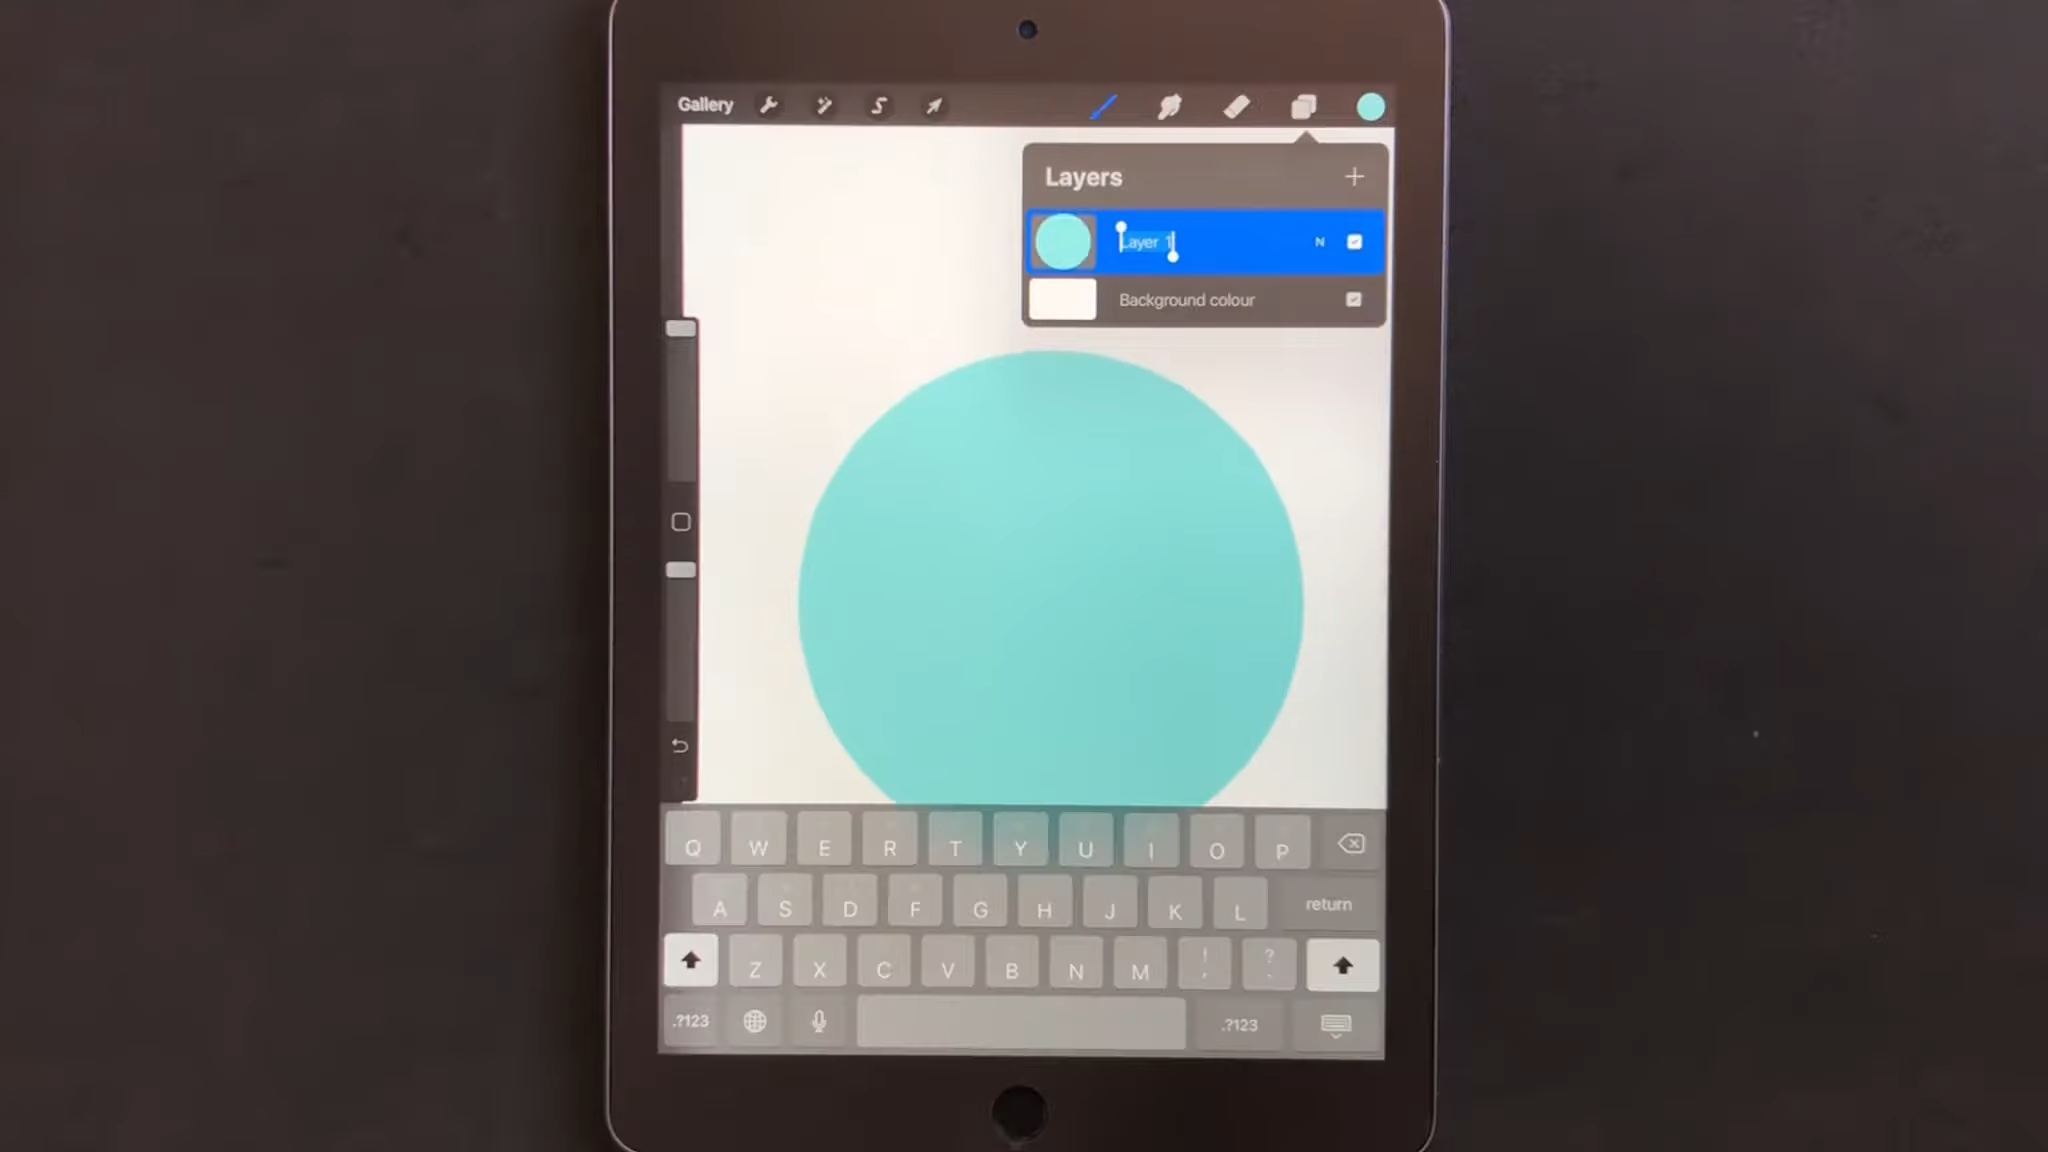 Gallery
Layers
Layer 1
N
Background colour
Q W E R T Y U I O P
A S D F G H J K L return
Z X C V B N M ! , ? .
.?123 .?123